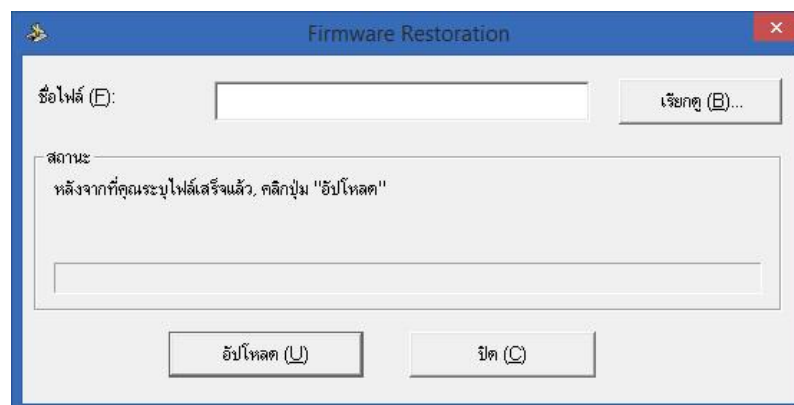 Firmware Restoration
ชื่อไฟล์ (F):
เรียกดู (B)...
สถานะ
หลังจากที่คุณระบุไฟล์เสร็จแล้ว, คลิกปุ่ม "อัปโหลด"
อัปโหลด (U)
ปิด (C)